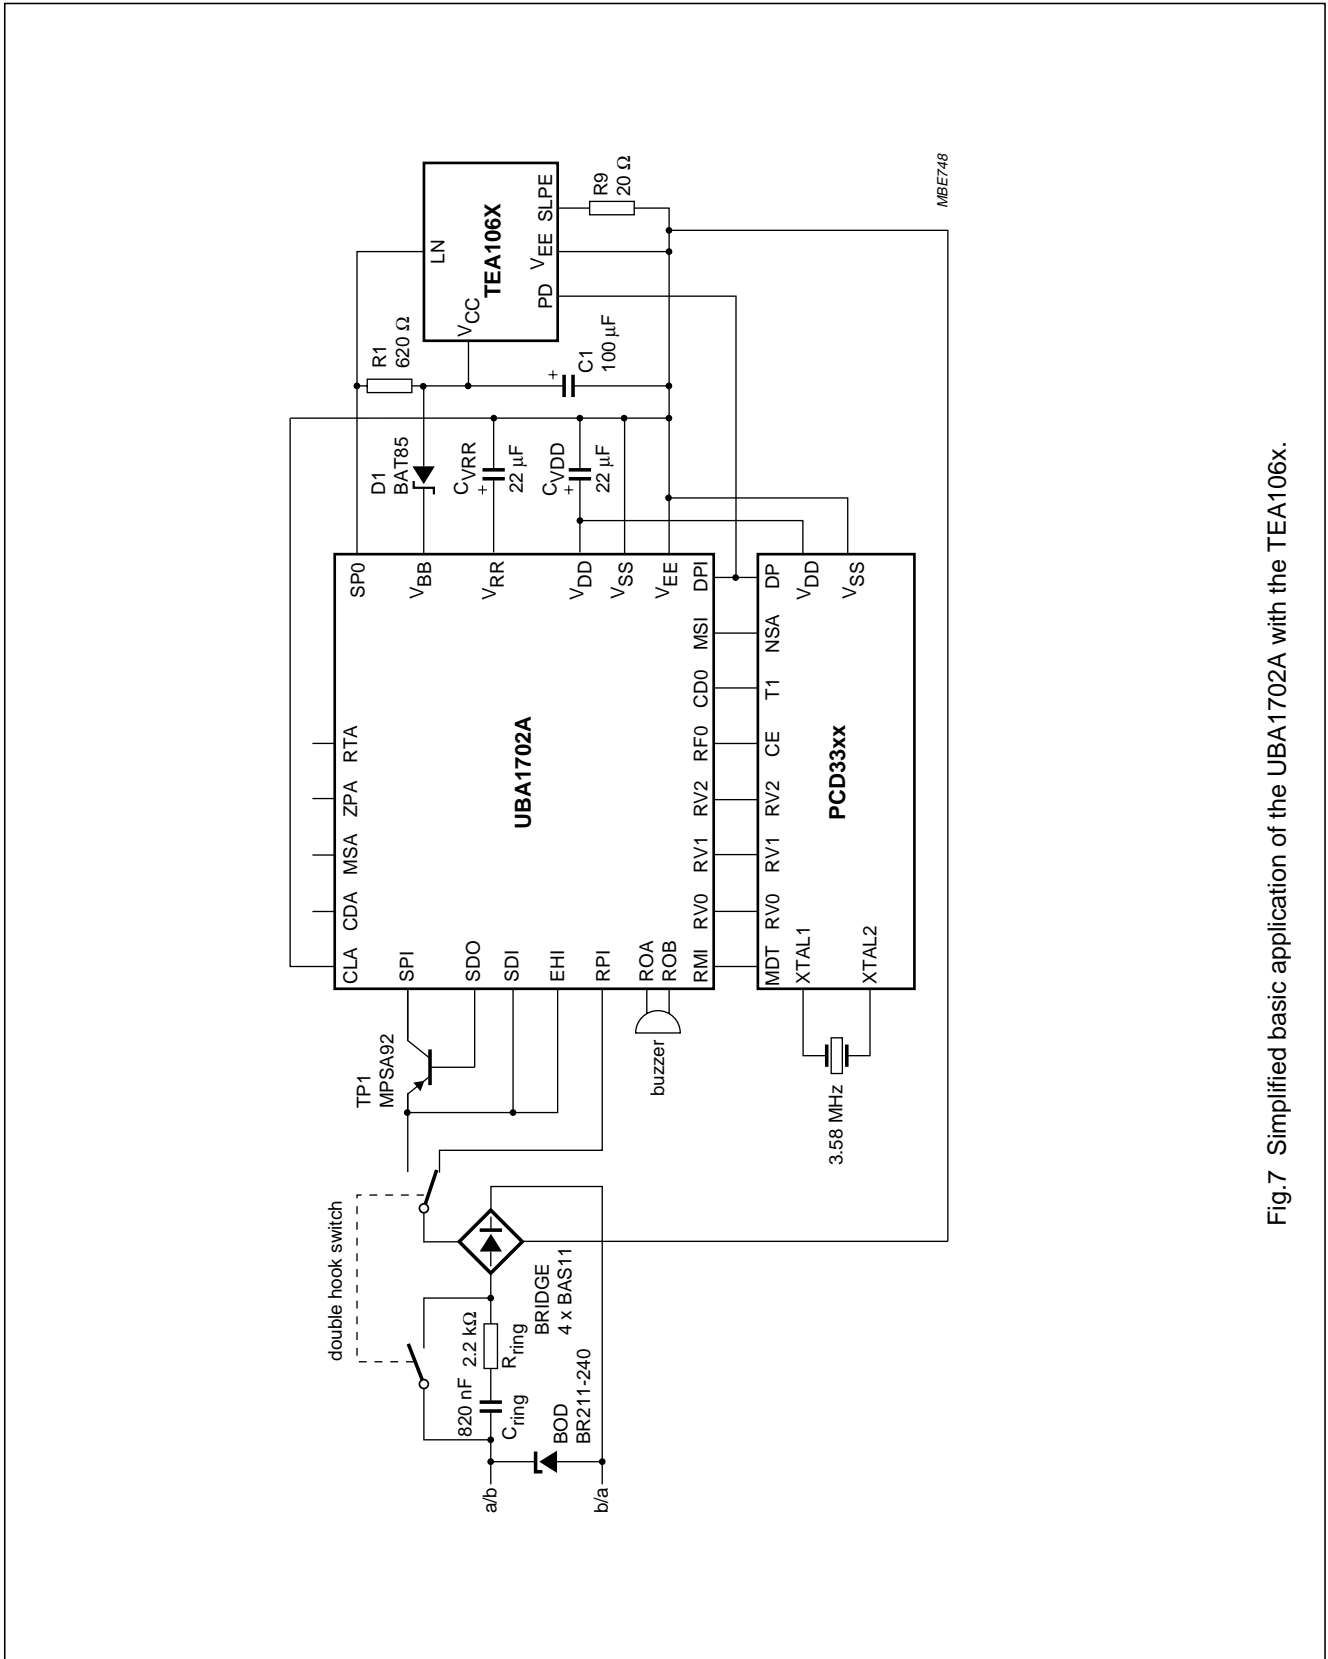 a/b
b/a
BOD
BR211-240
820 nF
Cring
2.2 kΩ
Rring
double hook switch
BRIDGE
4 x BAS11
TP1
MPSA92
buzzer
3.58 MHz
UBA1702A
CLA
CDA
MSA
ZPA
RTA
SPI
SDO
SDI
EHI
RPI
ROA
ROB
RMI
RV0
RV1
RV2
RF0
CD0
MSI
DPI
SP0
VBB
VRR
VDD
VSS
VEE
PCD33xx
MDT
RV0
RV1
RV2
CE
T1
NSA
DP
XTAL1
XTAL2
VDD
VSS
D1
BAT85
CVRR
22 µF
CVDD
22 µF
R1
620 Ω
C1
100 µF
TEA106X
LN
VCC
PD
VEE
SLPE
R9
20 Ω
MBE748
Fig.7 Simplified basic application of the UBA1702A with the TEA106x.